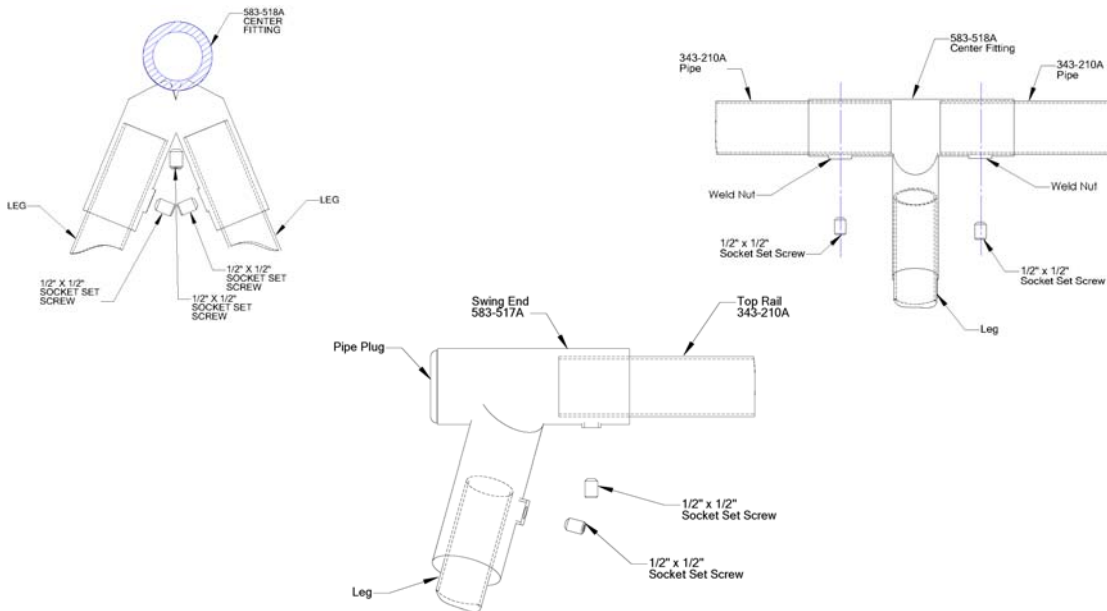 583-518A
CENTER
FITTING
LEG
LEG
1/2" X 1/2"
SOCKET SET
SCREW
1/2" X 1/2"
SOCKET SET
SCREW
1/2" X 1/2"
SOCKET SET
SCREW
583-518A
Center Fitting
343-210A
Pipe
343-210A
Pipe
Weld Nut
Weld Nut
1/2" x 1/2"
Socket Set Screw
1/2" x 1/2"
Socket Set Screw
Leg
Swing End
583-517A
Top Rail
343-210A
Pipe Plug
1/2" x 1/2"
Socket Set Screw
1/2" x 1/2"
Socket Set Screw
Leg